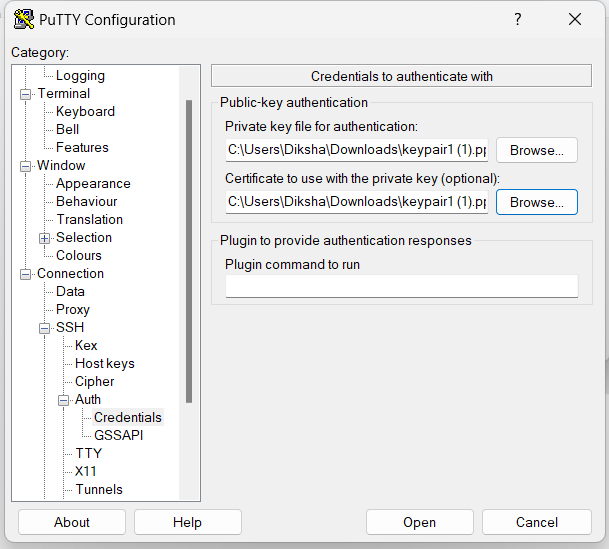 PuTTY Configuration
?
Category:
Logging
Terminal
Keyboard
Bell
Features
Window
Appearance
Behaviour
Translation
Selection
Colours
Connection
Data
Proxy
SSH
Kex
Host keys
Cipher
Auth
Credentials
GSSAPI
TTY
X11
Tunnels
Credentials to authenticate with
Public-key authentication
Private key file for authentication:
C:\Users\Diksha\Downloads\keypair1 (1).pp
Browse...
Certificate to use with the private key (optional):
C:\Users\Diksha\Downloads\keypair1 (1).pp
Browse...
Plugin to provide authentication responses
Plugin command to run
About
Help
Open
Cancel